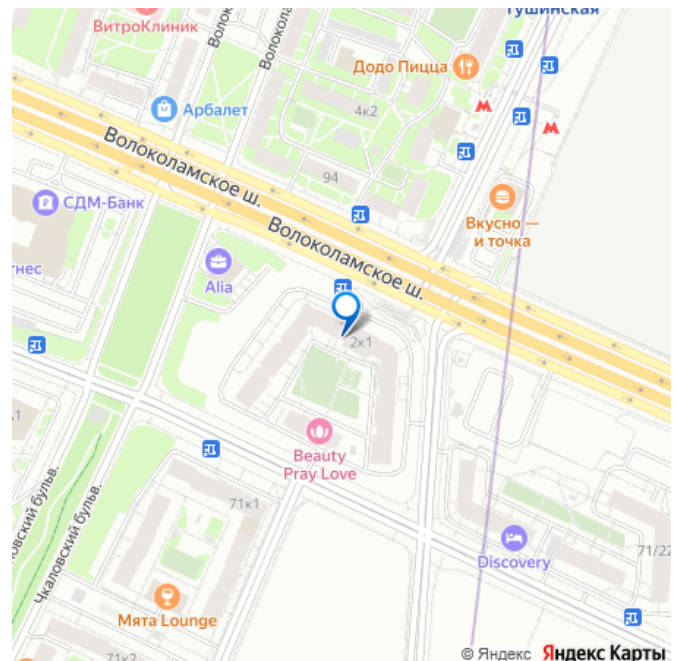 Тушинская
ВитроКлиник
Додо Пицца
Арбалет
4к2
Волоколамское ш.
94
СДМ-Банк
Вкусно —
и точка
Волоколамское ш.
Alia
2к1
Beauty
Pray Love
71к1
Чкаловский бульв.
Discovery
71/22
Мята Lounge
71к2
© Яндекс Яндекс Карты